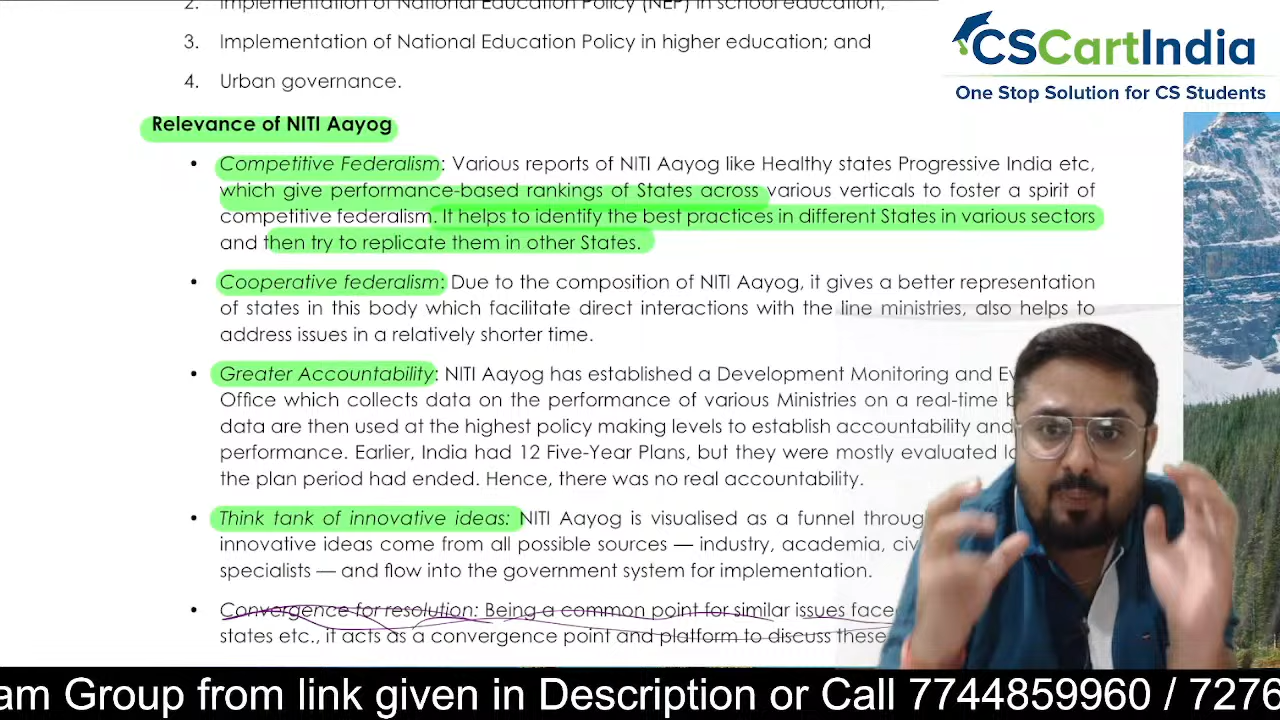 2. Implementation of National Education Policy (NEP) in school education;
3. Implementation of National Education Policy in higher education; and
4. Urban governance.
CSCartIndia
One Stop Solution for CS Students
Relevance of NITI Aayog
• Competitive Federalism: Various reports of NITI Aayog like Healthy states Progressive India etc,
which give performance-based rankings of States across various verticals to foster a spirit of
competitive federalism. It helps to identify the best practices in different States in various sectors
and then try to replicate them in other States.
• Cooperative federalism: Due to the composition of NITI Aayog, it gives a better representation
of states in this body which facilitate direct interactions with the line ministries, also helps to
address issues in a relatively shorter time.
• Greater Accountability: NITI Aayog has established a Development Monitoring and
Office which collects data on the performance of various Ministries on a real-time
data are then used at the highest policy making levels to establish accountability and
performance. Earlier, India had 12 Five-Year Plans, but they were mostly evaluated
the plan period had ended. Hence, there was no real accountability.
• Think tank of innovative ideas: NITI Aayog is visualised as a funnel
innovative ideas come from all possible sources — industry, academia,
specialists — and flow into the government system for implementation.
• Convergence for resolution: Being a common point for similar issues
states etc., it acts as a convergence point and platform to discuss these
am Group from link given in Description or Call 7744859960 / 7276